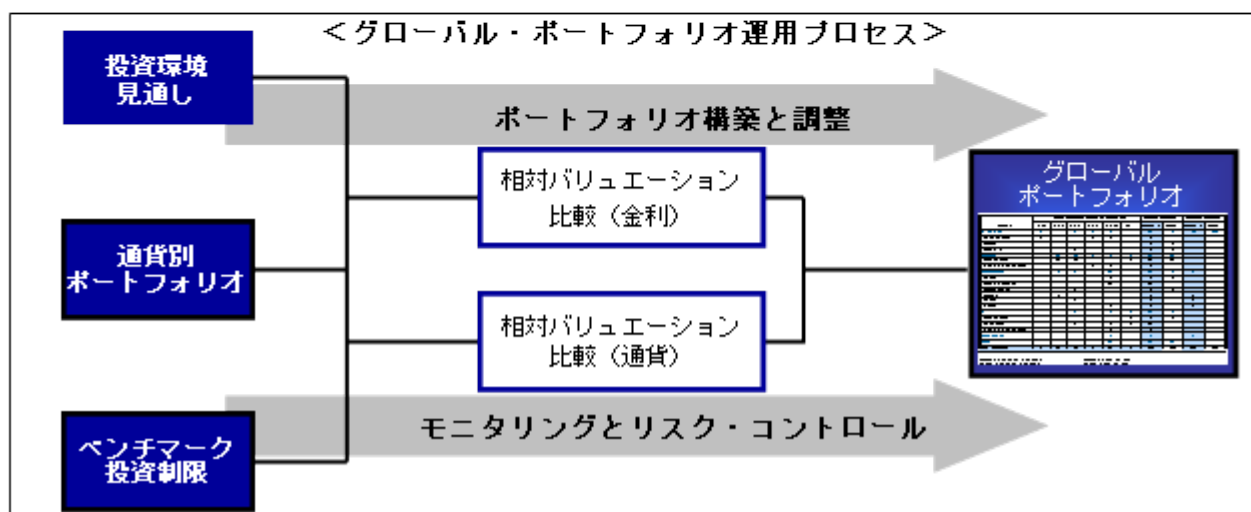 ＜グローバル・ポートフォリオ運用プロセス＞
投資環境
見通し
ポートフォリオ構築と調整
相対バリュエーション
比較（金利）
グローバル
ポートフォリオ
通貨別
ポートフォリオ
相対バリュエーション
比較（通貨）
モニタリングとリスク・コントロール
ベンチマーク
投資制限